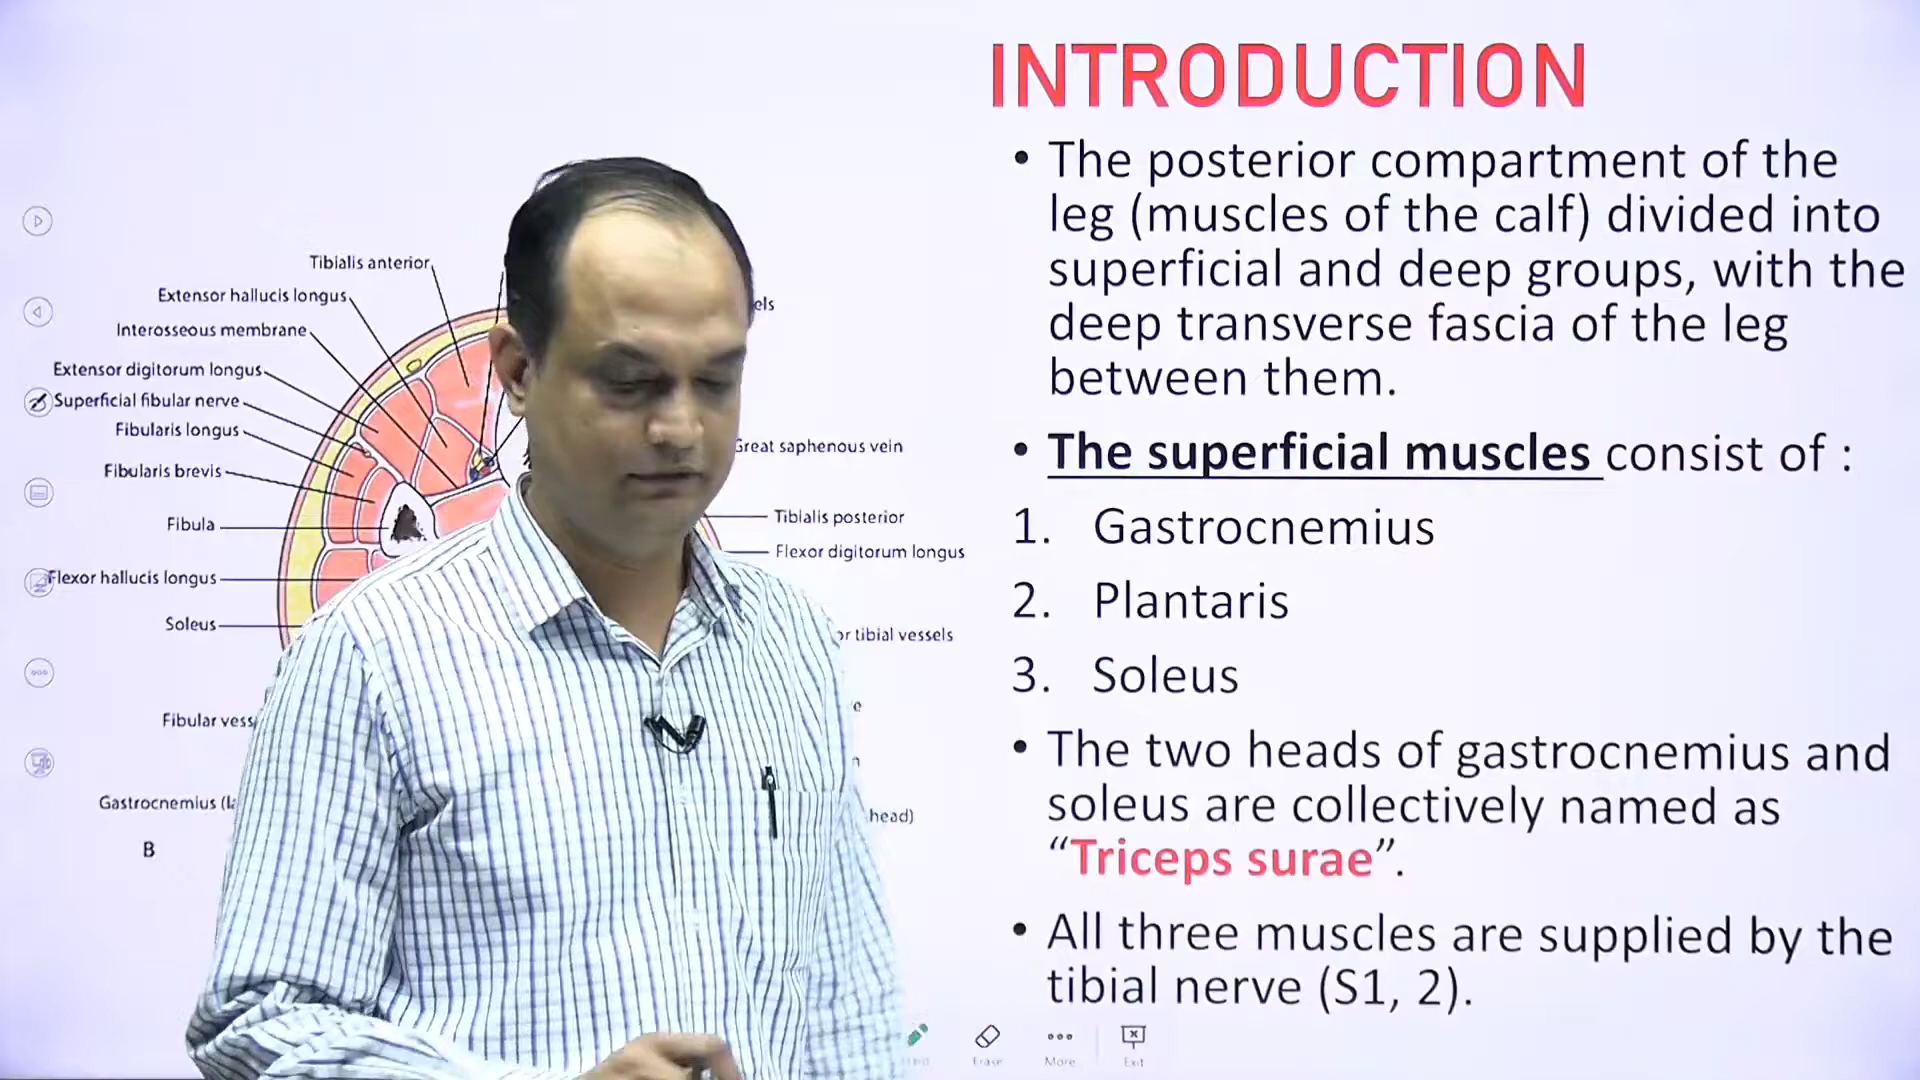 INTRODUCTION
• The posterior compartment of the
leg (muscles of the calf) divided into
superficial and deep groups, with the
deep transverse fascia of the leg
between them.
• The superficial muscles consist of :
1. Gastrocnemius
2. Plantaris
3. Soleus
• The two heads of gastrocnemius and
soleus are collectively named as
“Triceps surae”.
• All three muscles are supplied by the
tibial nerve (S1, 2).
Tibialis anterior
Extensor hallucis longus
Interosseous membrane
Extensor digitorum longus
Superficial fibular nerve
Fibularis longus
Fibularis brevis
Fibula
Flexor hallucis longus
Soleus
Fibular
Gastrocnemius
B
Great saphenous vein
Tibialis posterior
Flexor digitorum longus
tibial vessels
head)
Erase
More
Exit